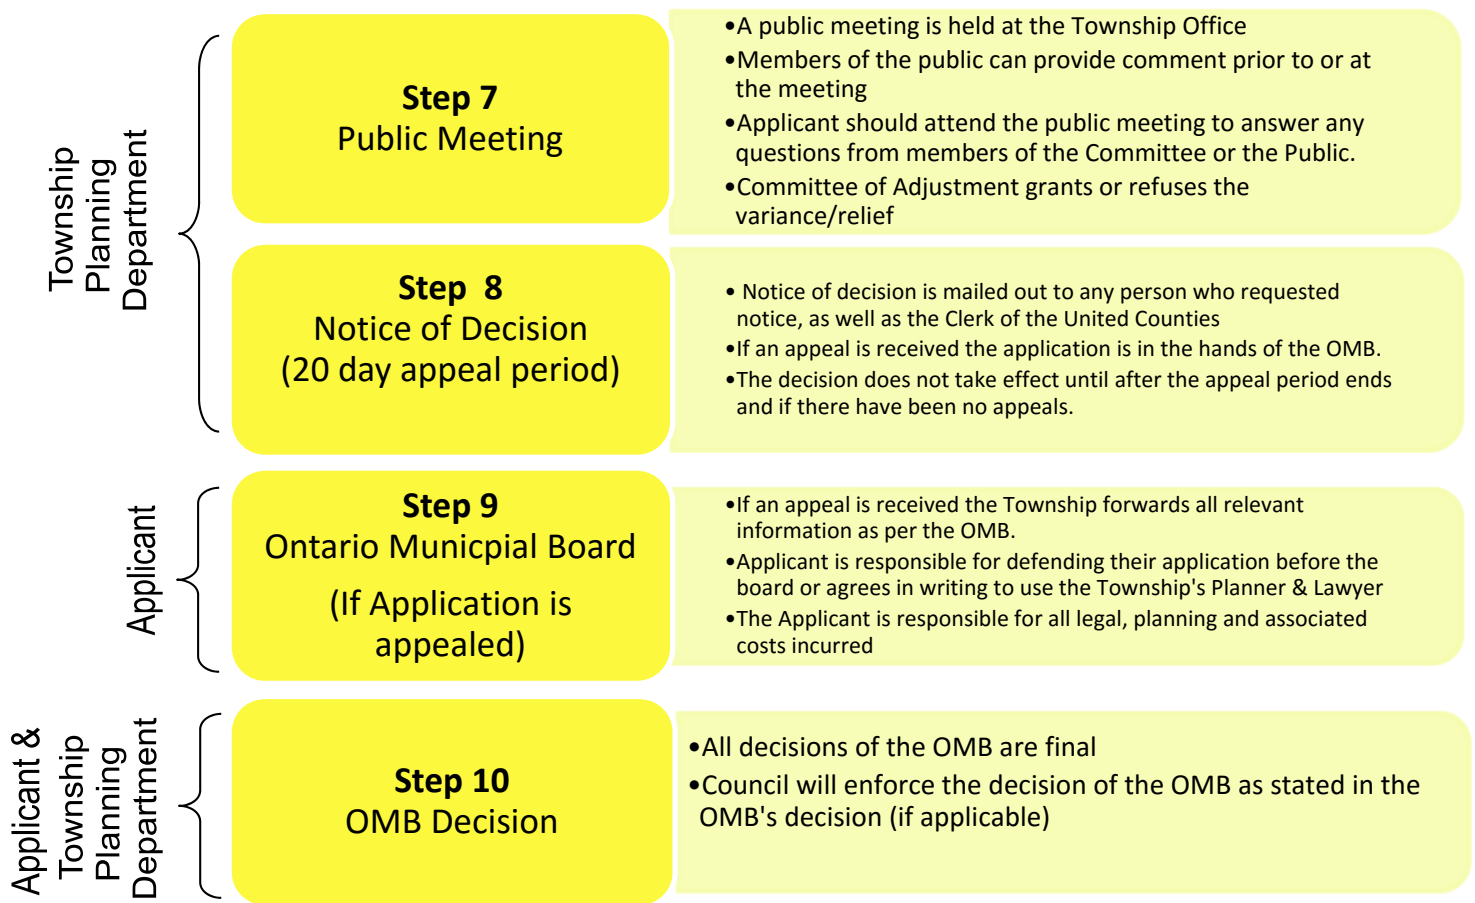 Township
Planning
Department
Step 7
Public Meeting
•A public meeting is held at the Township Office
•Members of the public can provide comment prior to or at
the meeting
•Applicant should attend the public meeting to answer any
questions from members of the Committee or the Public.
•Committee of Adjustment grants or refuses the
variance/relief
Step  8
Notice of Decision
(20 day appeal period)
• Notice of decision is mailed out to any person who requested
notice, as well as the Clerk of the United Counties
•If an appeal is received the application is in the hands of the OMB.
•The decision does not take effect until after the appeal period ends
and if there have been no appeals.
Applicant
Step 9
Ontario Municpial Board
(If Application is
appealed)
•If an appeal is received the Township forwards all relevant
information as per the OMB.
•Applicant is responsible for defending their application before the
board or agrees in writing to use the Township's Planner & Lawyer
•The Applicant is responsible for all legal, planning and associated
costs incurred
Applicant &
Township
Planning
Department
Step 10
OMB Decision
•All decisions of the OMB are final
•Council will enforce the decision of the OMB as stated in the
OMB's decision (if applicable)